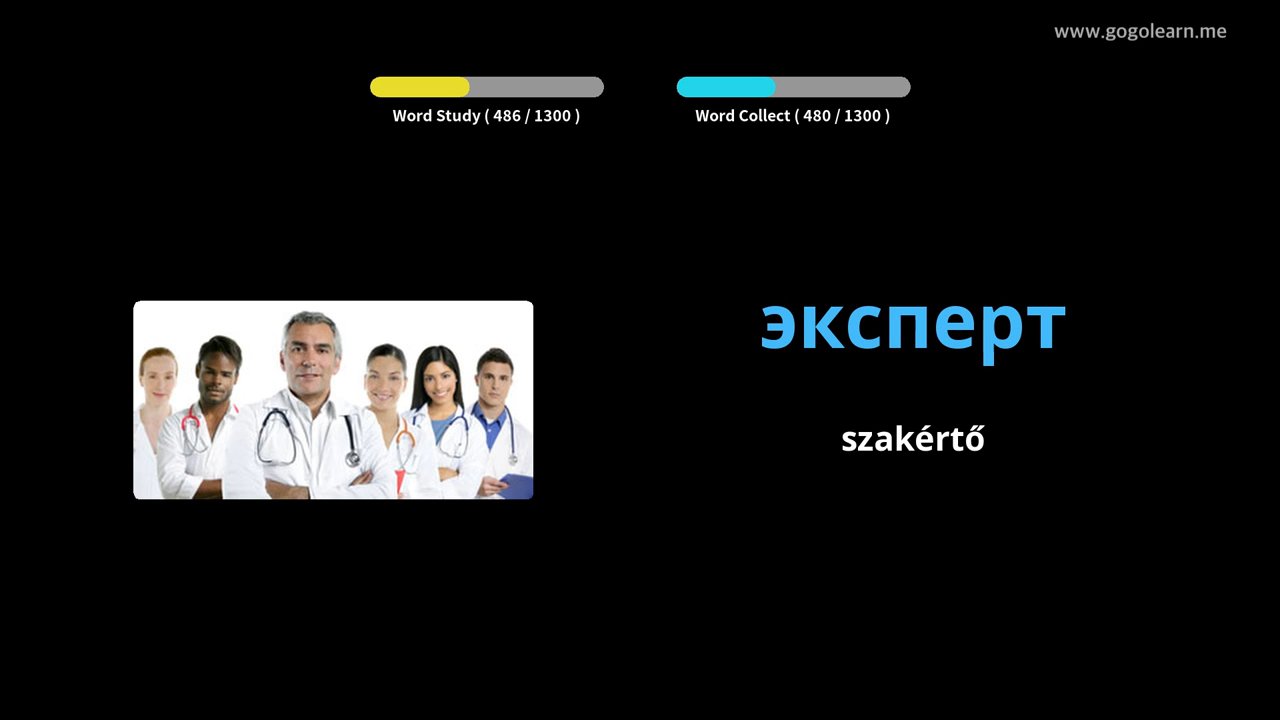 www.gogolearn.me
Word Study ( 486 / 1300 )
Word Collect ( 480 / 1300 )
эксперт
szakértő